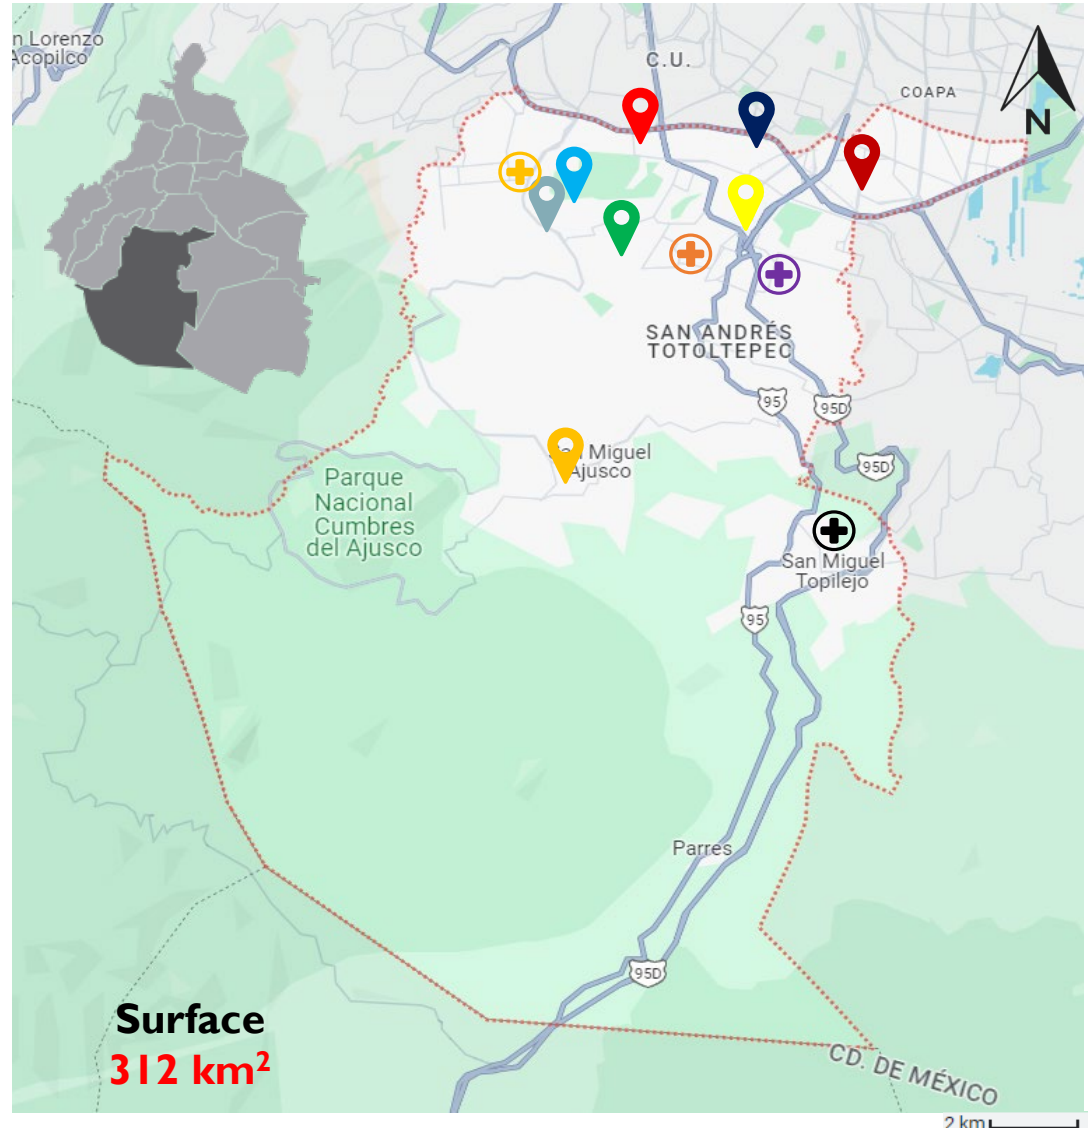 n Lorenzo
Acopilco
C.U.
COAPA
N
SAN ANDRÉS
TOTOLTEPEC
95
95D
95D
San Miguel
Ajusco
Parque
Nacional
Cumbres
del Ajusco
San Miguel
Topilejo
95
Parres
95D
Surface
312 km²
CD. DE MÉXICO
2 km